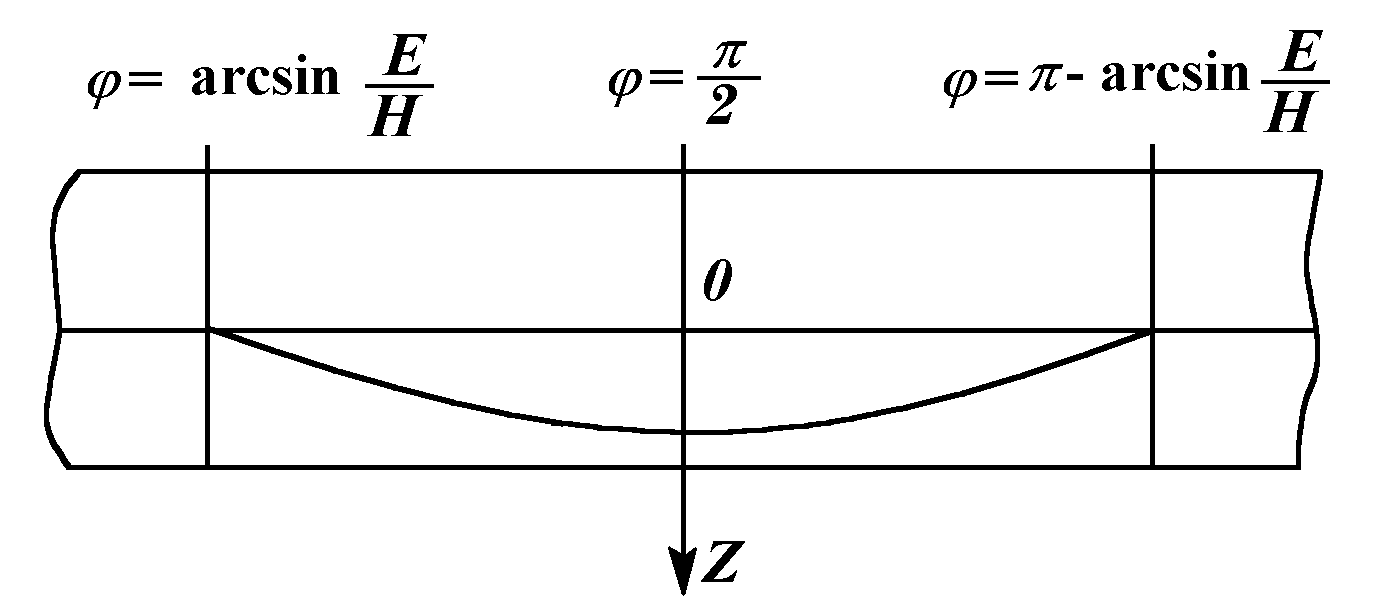 φ = arcsin E/H
φ = π/2
φ = π - arcsin E/H
0
Z